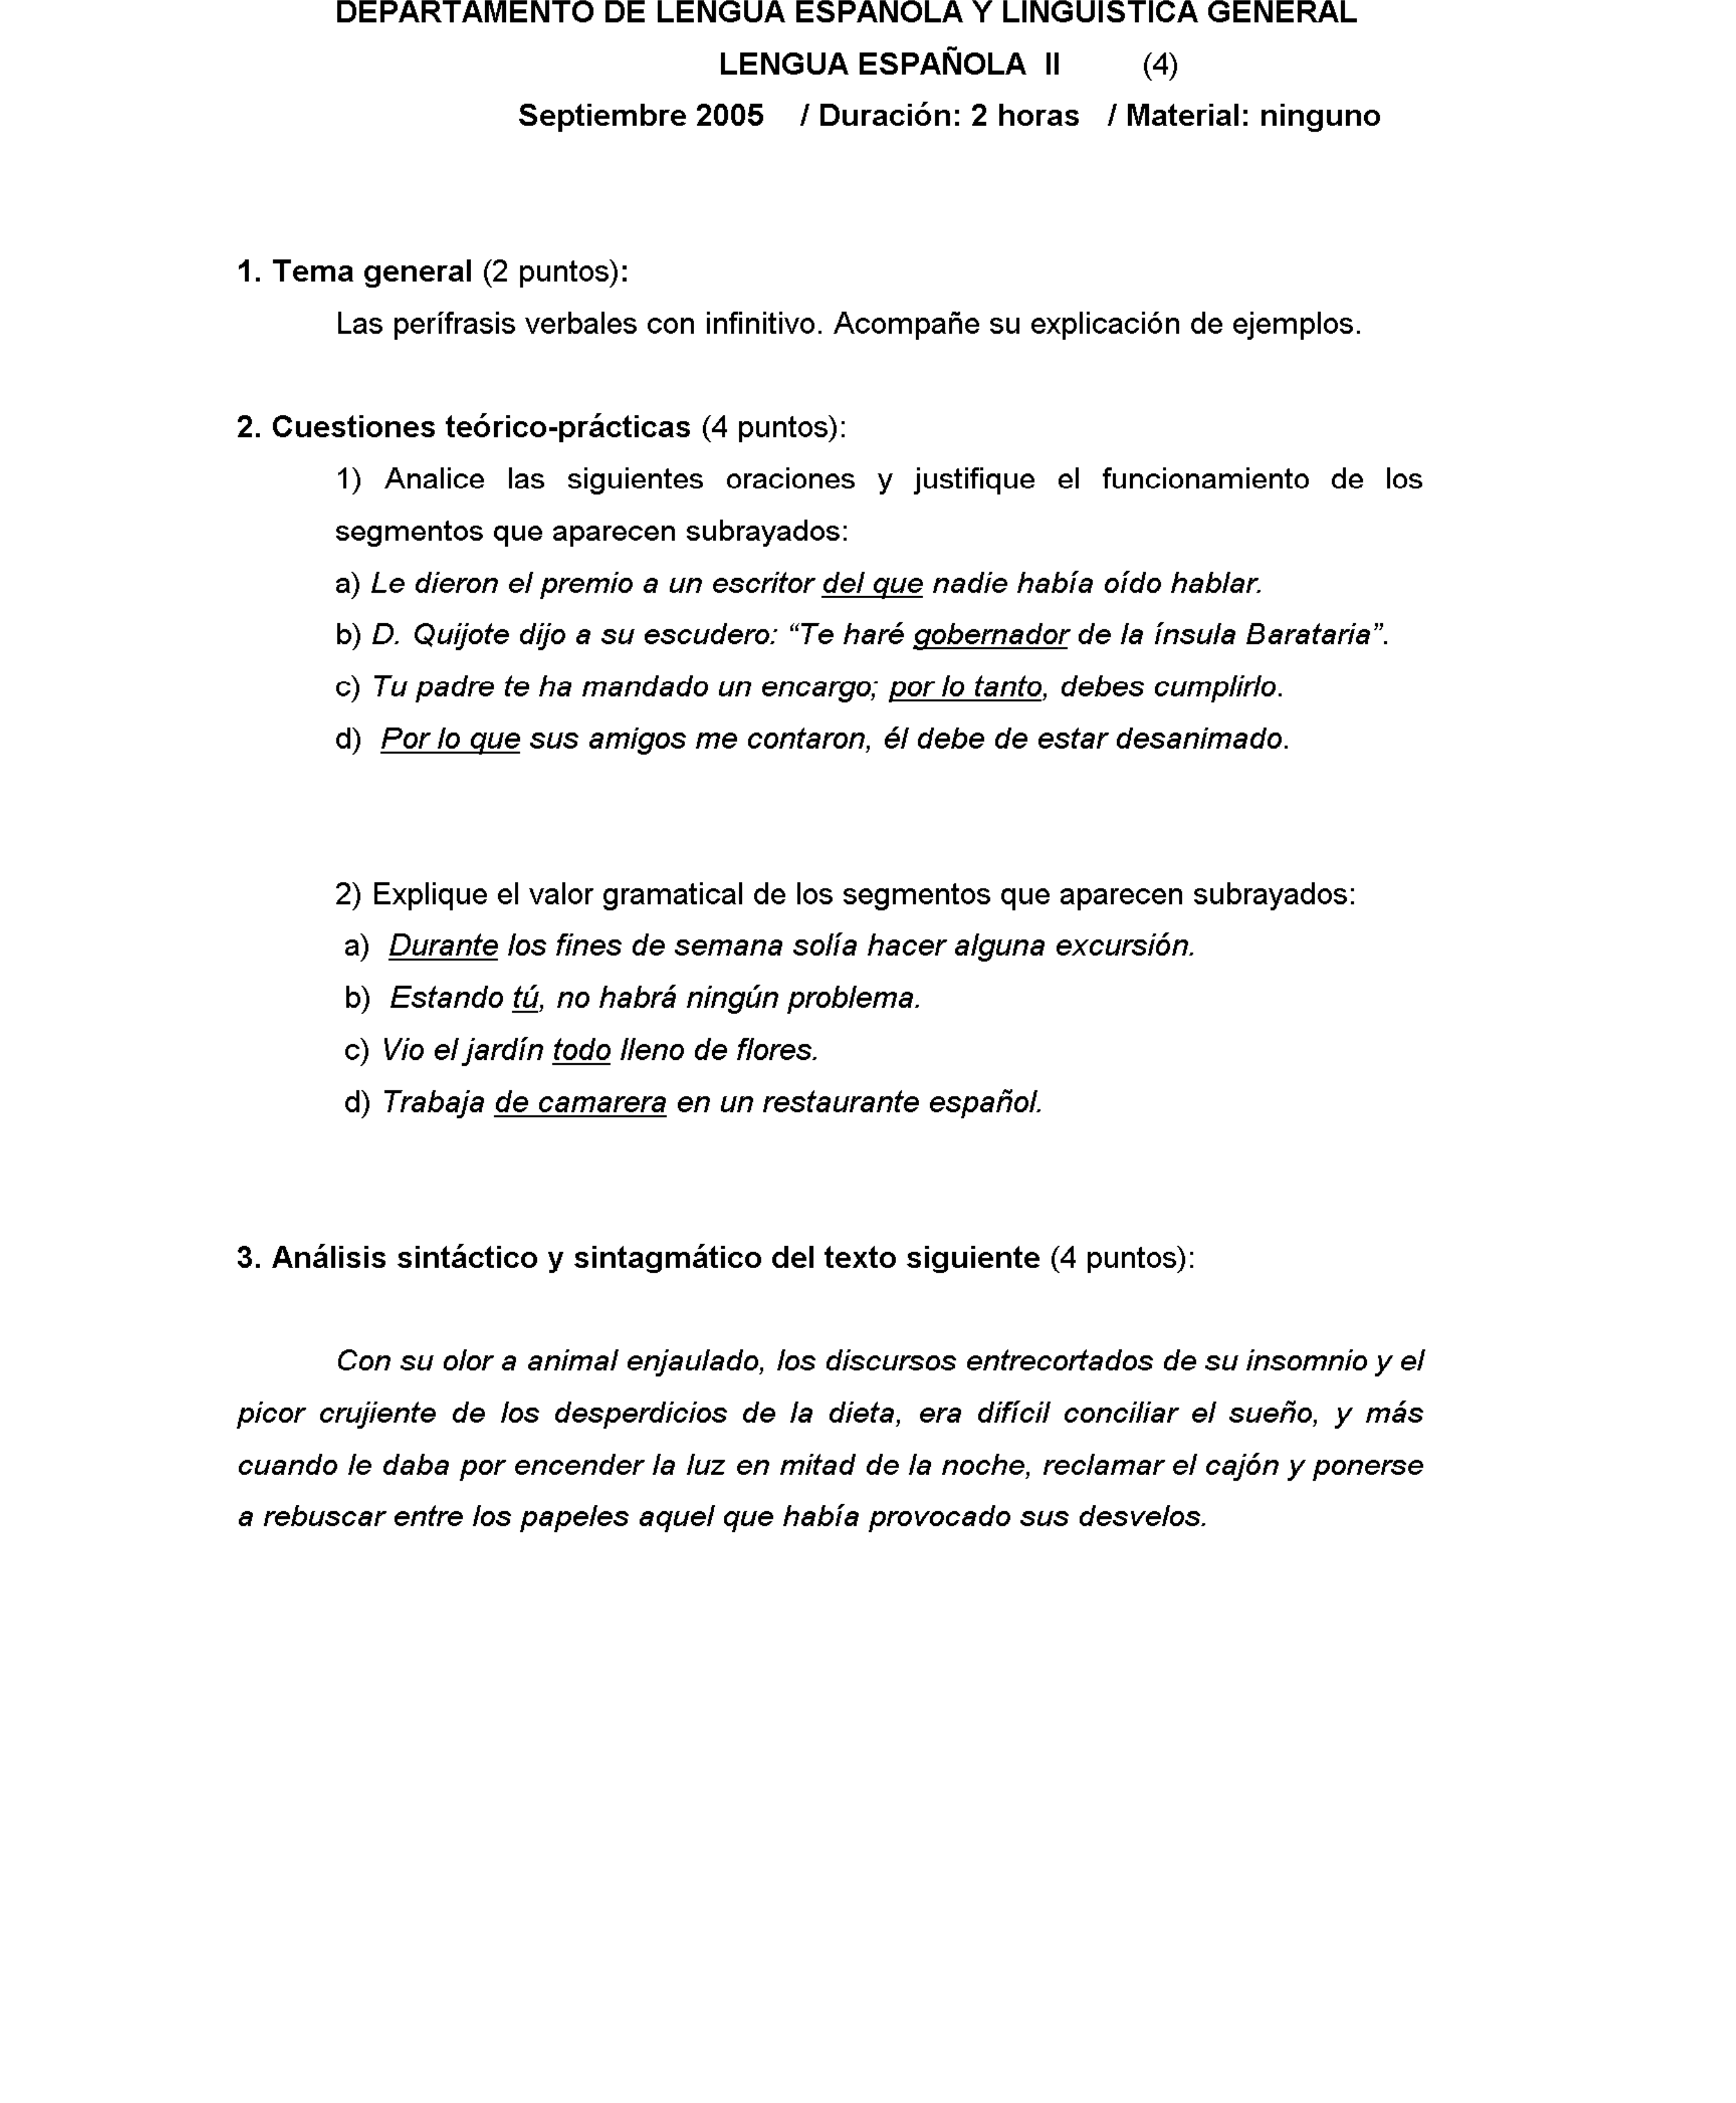 DEPARTAMENTO DE LENGUA ESPAÑOLA Y LINGÜÍSTICA GENERAL
LENGUA ESPAÑOLA II (4)
Septiembre 2005 / Duración: 2 horas / Material: ninguno
1. Tema general (2 puntos):
Las perífrasis verbales con infinitivo. Acompañe su explicación de ejemplos.
2. Cuestiones teórico-prácticas (4 puntos):
1) Analice las siguientes oraciones y justifique el funcionamiento de los
segmentos que aparecen subrayados:
a) Le dieron el premio a un escritor del que nadie había oído hablar.
b) D. Quijote dijo a su escudero: “Te haré gobernador de la ínsula Barataria”.
c) Tu padre te ha mandado un encargo; por lo tanto, debes cumplirlo.
d) Por lo que sus amigos me contaron, él debe de estar desanimado.
2) Explique el valor gramatical de los segmentos que aparecen subrayados:
a) Durante los fines de semana solía hacer alguna excursión.
b) Estando tú, no habrá ningún problema.
c) Vio el jardín todo lleno de flores.
d) Trabaja de camarera en un restaurante español.
3. Análisis sintáctico y sintagmático del texto siguiente (4 puntos):
Con su olor a animal enjaulado, los discursos entrecortados de su insomnio y el
picor crujiente de los desperdicios de la dieta, era difícil conciliar el sueño, y más
cuando le daba por encender la luz en mitad de la noche, reclamar el cajón y ponerse
a rebuscar entre los papeles aquel que había provocado sus desvelos.